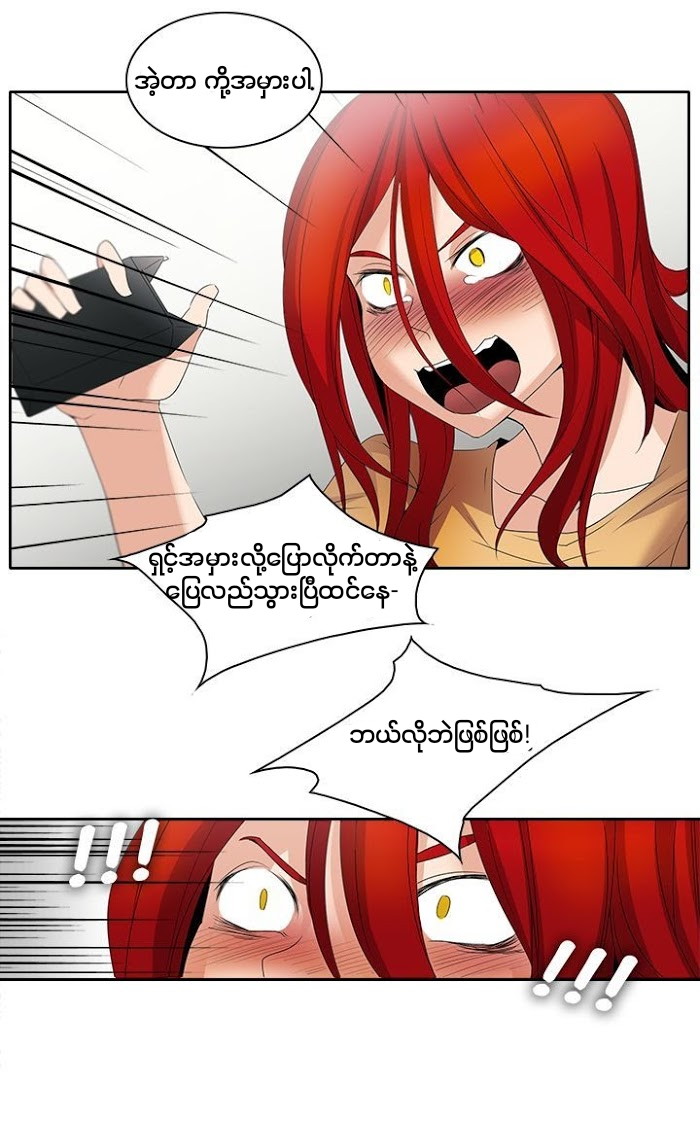 အဲ့တာ ကို့အမှားပါ.
ရှင့်အမှားလို့ပြောလိုက်တာနဲ့
ပြေလည်သွားပြီထင်နေ-
ဘယ်လိုဘဲဖြစ်ဖြစ်!
!!!
!!!